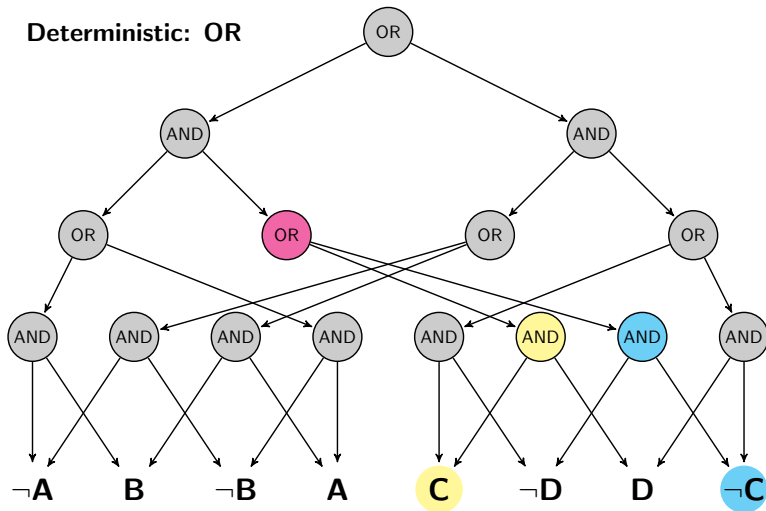 Deterministic: OR
OR
AND AND
OR OR OR OR
AND AND AND AND AND AND AND AND
¬A B ¬B A C ¬D D ¬C